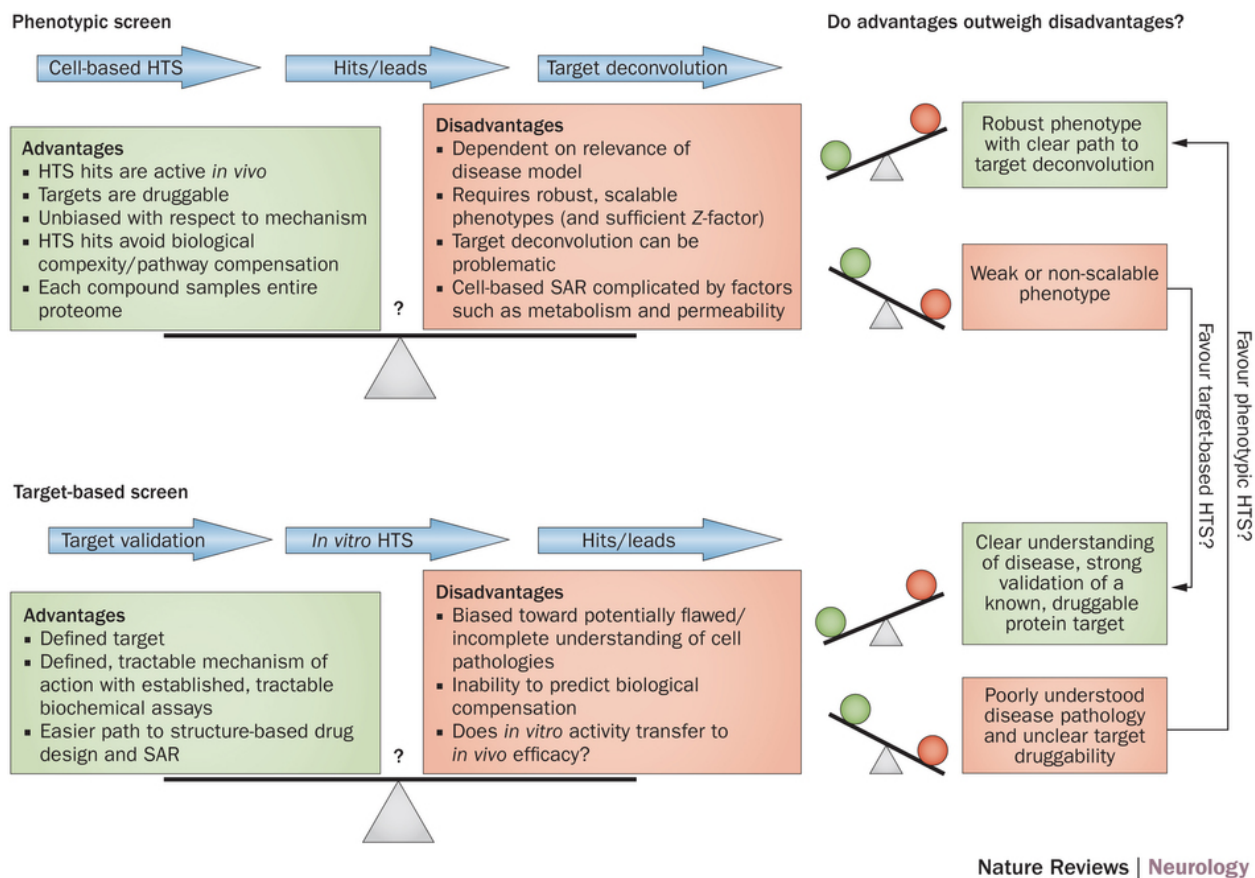 Phenotypic screen
Do advantages outweigh disadvantages?
Cell-based HTS
Hits/leads
Target deconvolution
Advantages
▪ HTS hits are active in vivo
▪ Targets are druggable
▪ Unbiased with respect to mechanism
▪ HTS hits avoid biological
compexity/pathway compensation
▪ Each compound samples entire
proteome
?
Disadvantages
▪ Dependent on relevance of
disease model
▪ Requires robust, scalable
phenotypes (and sufficient Z-factor)
▪ Target deconvolution can be
problematic
▪ Cell-based SAR complicated by factors
such as metabolism and permeability
Robust phenotype
with clear path to
target deconvolution
Weak or non-scalable
phenotype
Favour target-based HTS?
Favour phenotypic HTS?
Target-based screen
Target validation
In vitro HTS
Hits/leads
Advantages
▪ Defined target
▪ Defined, tractable mechanism of
action with established, tractable
biochemical assays
▪ Easier path to structure-based drug
design and SAR
?
Disadvantages
▪ Biased toward potentially flawed/
incomplete understanding of cell
pathologies
▪ Inability to predict biological
compensation
▪ Does in vitro activity transfer to
in vivo efficacy?
Clear understanding
of disease, strong
validation of a
known, druggable
protein target
Poorly understood
disease pathology
and unclear target
druggability
Nature Reviews | Neurology